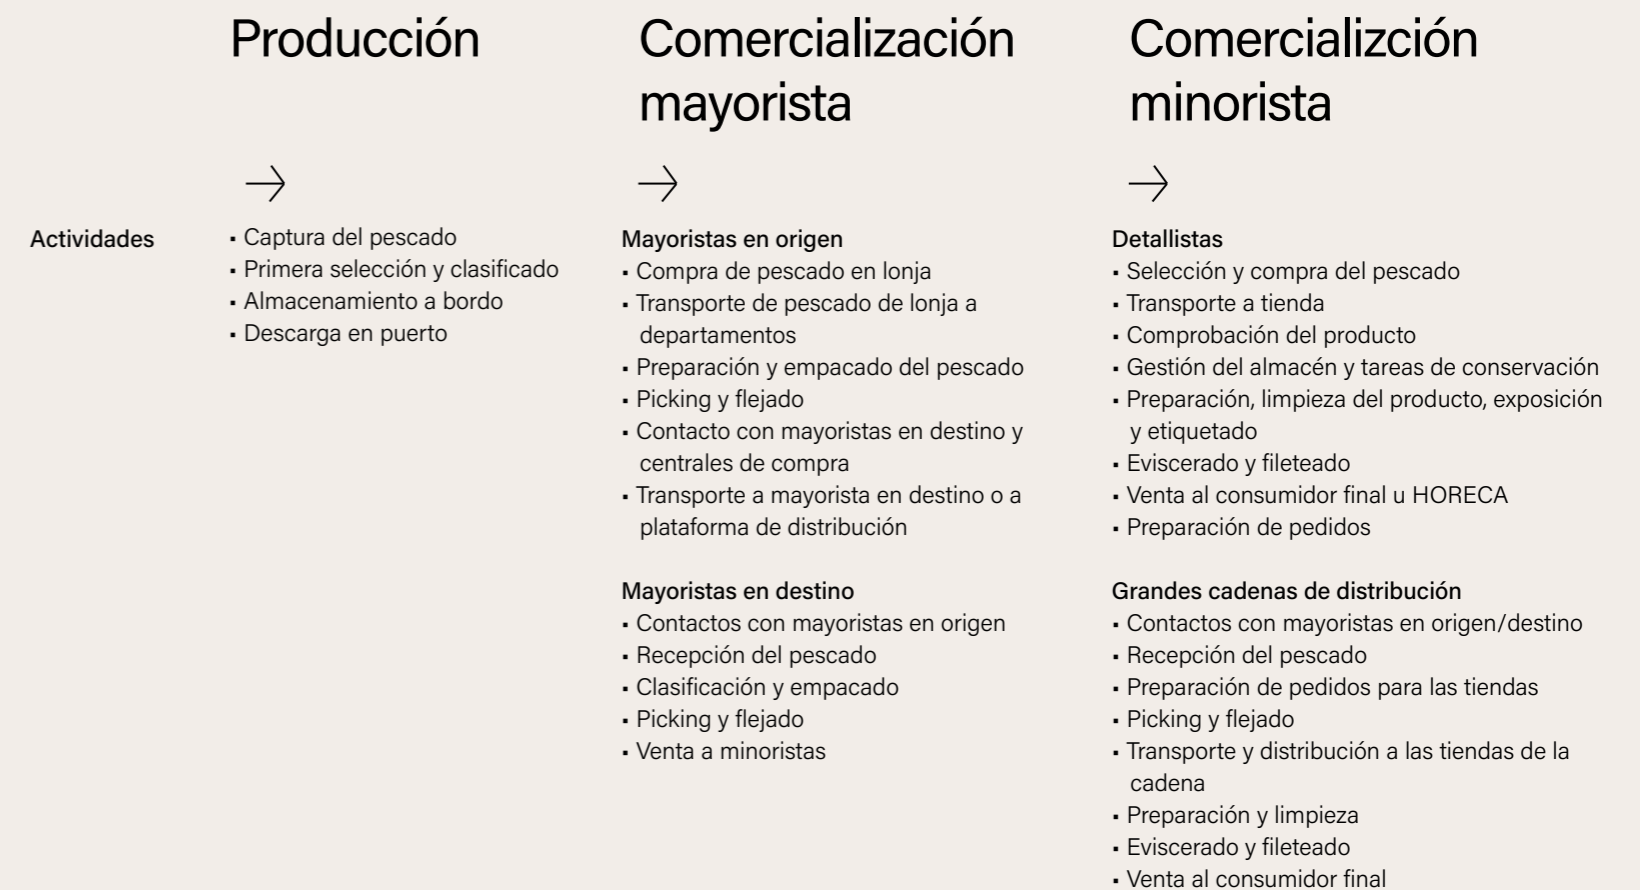 Producción
Comercialización
mayorista
Comercializción
minorista
Actividades
▪ Captura del pescado
▪ Primera selección y clasificado
▪ Almacenamiento a bordo
▪ Descarga en puerto
Mayoristas en origen
▪ Compra de pescado en lonja
▪ Transporte de pescado de lonja a
departamentos
▪ Preparación y empacado del pescado
▪ Picking y flejado
▪ Contacto con mayoristas en destino y
centrales de compra
▪ Transporte a mayorista en destino o a
plataforma de distribución
Mayoristas en destino
▪ Contactos con mayoristas en origen
▪ Recepción del pescado
▪ Clasificación y empacado
▪ Picking y flejado
▪ Venta a minoristas
Detallistas
▪ Selección y compra del pescado
▪ Transporte a tienda
▪ Comprobación del producto
▪ Gestión del almacén y tareas de conservación
▪ Preparación, limpieza del producto, exposición
y etiquetado
▪ Eviscerado y fileteado
▪ Venta al consumidor final u HORECA
▪ Preparación de pedidos
Grandes cadenas de distribución
▪ Contactos con mayoristas en origen/destino
▪ Recepción del pescado
▪ Preparación de pedidos para las tiendas
▪ Picking y flejado
▪ Transporte y distribución a las tiendas de la
cadena
▪ Preparación y limpieza
▪ Eviscerado y fileteado
▪ Venta al consumidor final